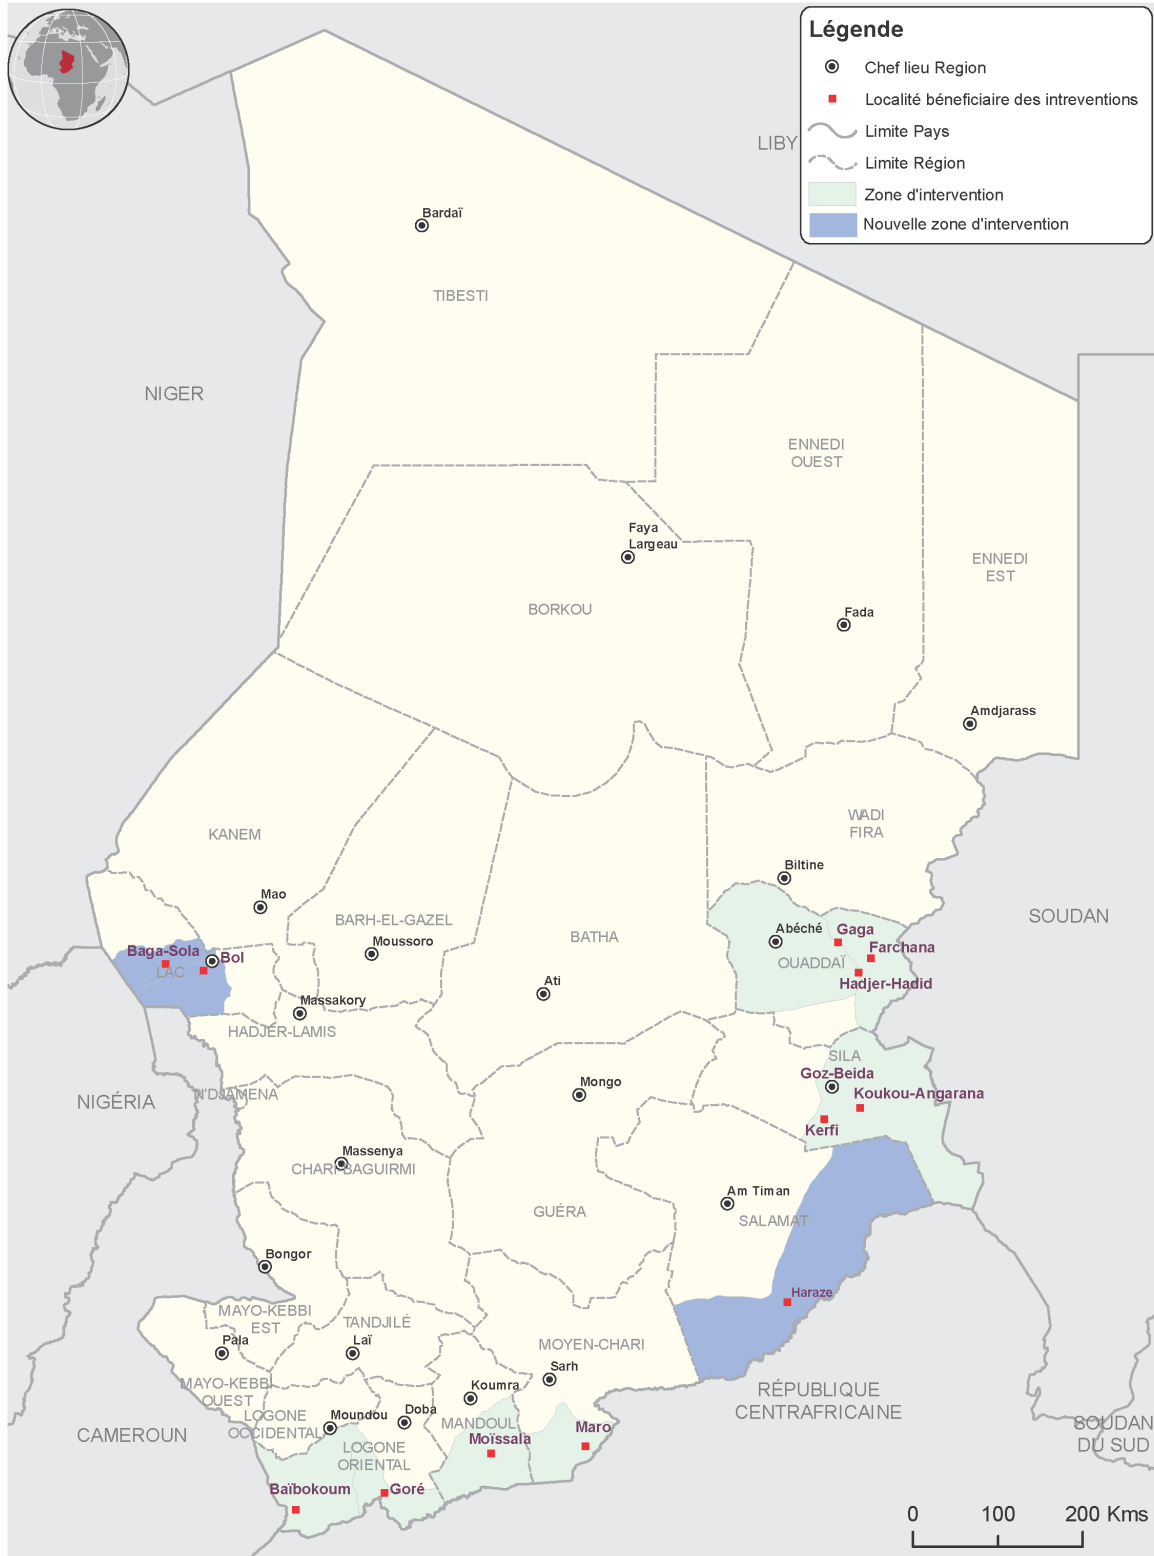 Légende
Chef lieu Region
Localité béneficiaire des intreventions
Limite Pays
Limite Région
Zone d'intervention
Nouvelle zone d'intervention
LIBY
Bardaï
TIBESTI
NIGER
ENNEDI
OUEST
Faya
Largeau
ENNEDI
EST
BORKOU
Fada
Amdjarass
WADI
FIRA
KANEM
Biltine
Mao
BARH-EL-GAZEL
SOUDAN
Abéché
Gaga
Moussoro
BATHA
Farchana
Baga-Sola
Bol
OUADDAÏ
LAC
Ati
Hadjer-Hadid
Massakory
HADJER-LAMIS
SILA
Goz-Beida
Mongo
N'DJAMENA
Koukou-Angarana
NIGÉRIA
Kerfi
Massenya
CHARI-BAGUIRMI
Am Timan
GUÉRA
SALAMAT
Bongor
Haraze
MAYO-KEBBI
EST
TANDJILÉ
Pala
Laï
MOYEN-CHARI
Sarh
MAYO-KEBBI
OUEST
Koumra
RÉPUBLIQUE
CENTRAFRICAINE
Doba
LOGONE
OCCIDENTAL
Moundou
MANDOUL
Maro
SOUDAN
DU SUD
CAMEROUN
Moïssala
LOGONE
ORIENTAL
Baïbokoum
Goré
0 100 200 Kms